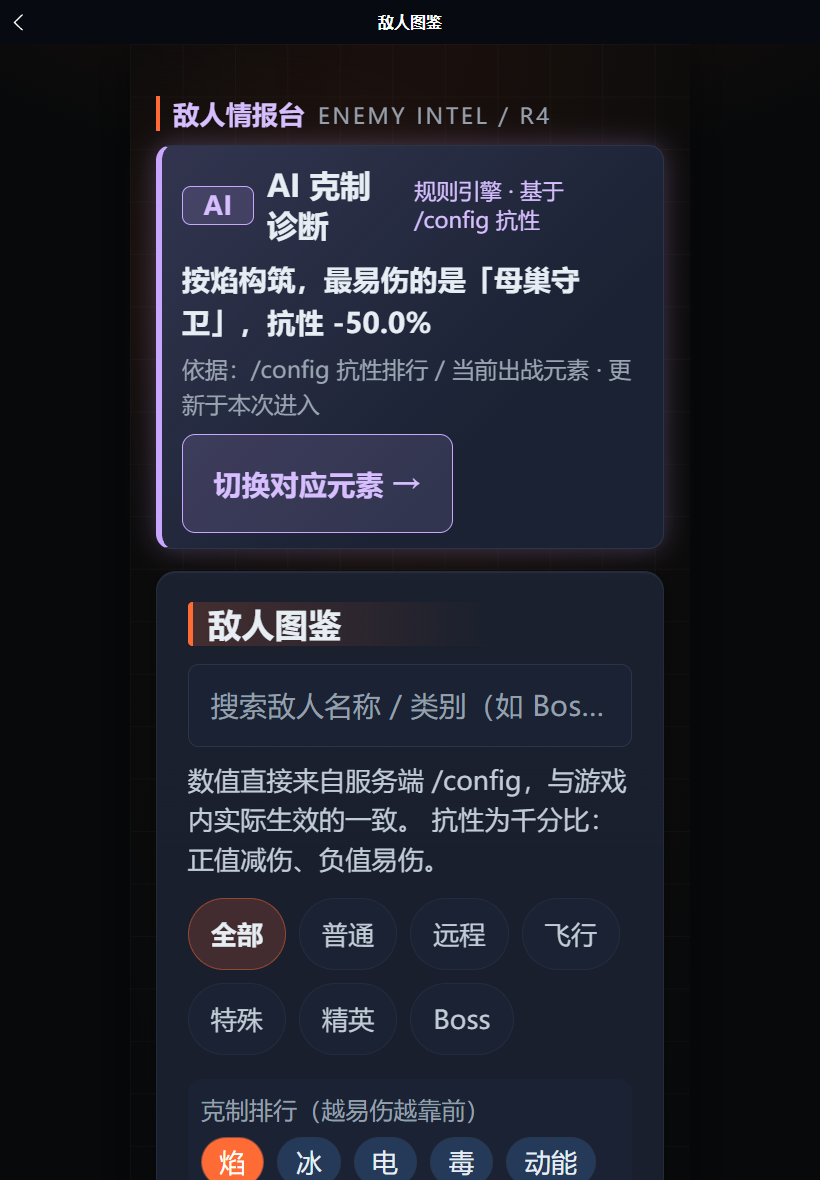 敌人图鉴
敌人情报台 ENEMY INTEL / R4
AI
AI 克制
诊断
规则引擎 · 基于
/config 抗性
按焰构筑，最易伤的是「母巢守
卫」，抗性 -50.0%
依据：/config 抗性排行 / 当前出战元素 · 更
新于本次进入
切换对应元素 →
敌人图鉴
搜索敌人名称 / 类别（如 Bos...
数值直接来自服务端 /config，与游戏
内实际生效的一致。 抗性为千分比：
正值减伤、负值易伤。
全部 普通 远程 飞行
特殊 精英 Boss
克制排行（越易伤越靠前）
焰 冰 电 毒 动能